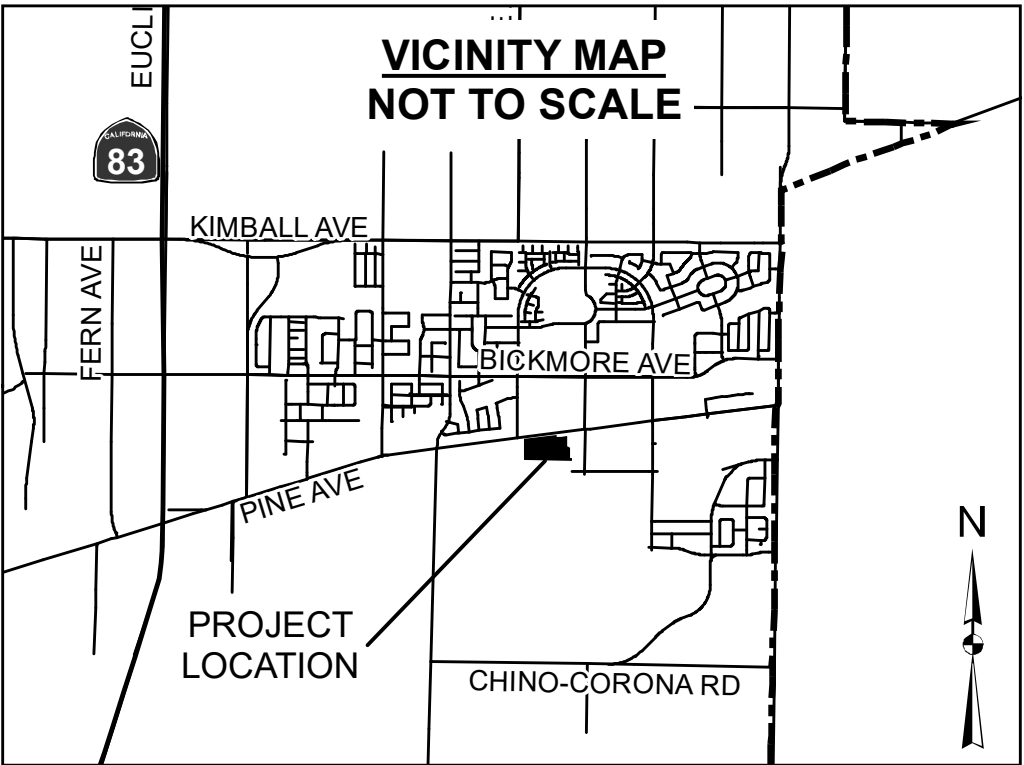 EUCLI
VICINITY MAP
NOT TO SCALE
CALIFORNIA
83
KIMBALL AVE
FERN AVE
BICKMORE AVE
PINE AVE
N
PROJECT
LOCATION
CHINO-CORONA RD